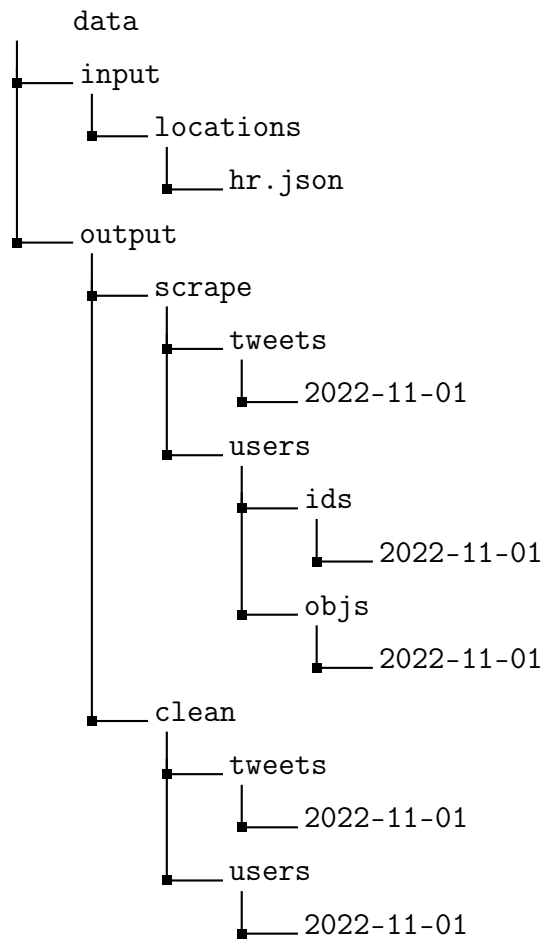 data
input
locations
hr.json
output
scrape
tweets
2022-11-01
users
ids
2022-11-01
objs
2022-11-01
clean
tweets
2022-11-01
users
2022-11-01